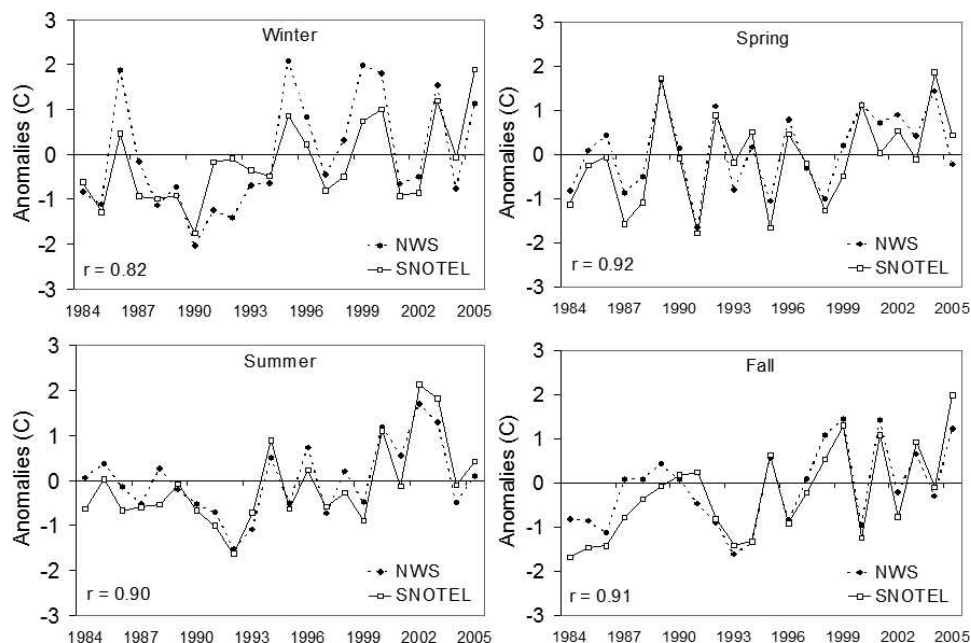 Winter
Anomalies (C)
3
2
1
0
-1
-2
-3
NWS
SNOTEL
r = 0.82
1984 1987 1990 1993 1996 1999 2002 2005
Spring
Anomalies (C)
3
2
1
0
-1
-2
-3
NWS
SNOTEL
r = 0.92
1984 1987 1990 1993 1996 1999 2002 2005
Summer
Anomalies (C)
3
2
1
0
-1
-2
-3
NWS
SNOTEL
r = 0.90
1984 1987 1990 1993 1996 1999 2002 2005
Fall
Anomalies (C)
3
2
1
0
-1
-2
-3
NWS
SNOTEL
r = 0.91
1984 1987 1990 1993 1996 1999 2002 2005